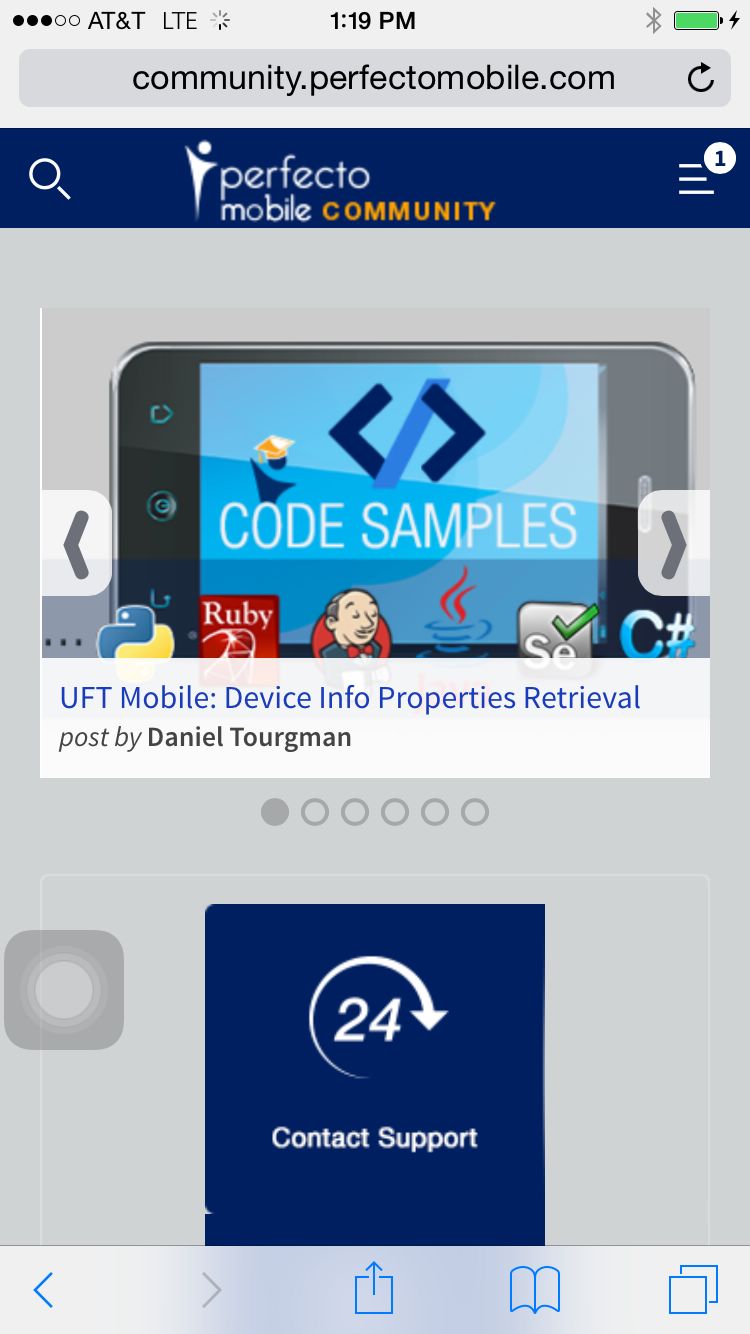 AT&T LTE 1:19 PM
community.perfectomobile.com
perfecto
mobile COMMUNITY
1
CODE SAMPLES
...
Ruby
Se
C#
UFT Mobile: Device Info Properties Retrieval
post by Daniel Tourgman
24
Contact Support